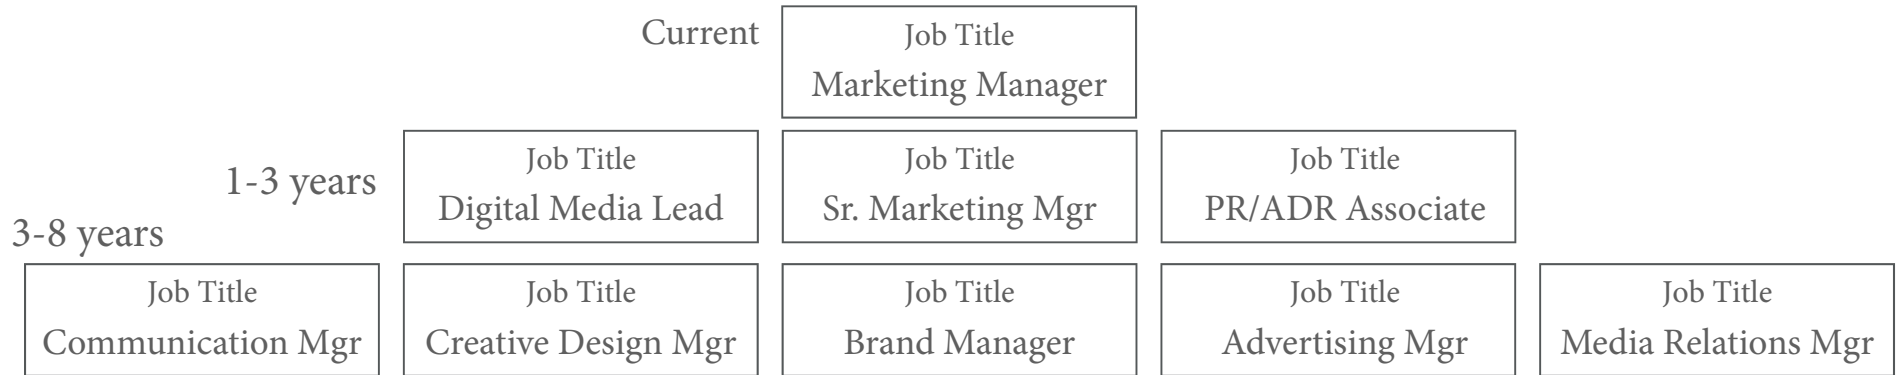 Current
Job Title
Marketing Manager
1-3 years
Job Title
Digital Media Lead
Job Title
Sr. Marketing Mgr
Job Title
PR/ADR Associate
3-8 years
Job Title
Communication Mgr
Job Title
Creative Design Mgr
Job Title
Brand Manager
Job Title
Advertising Mgr
Job Title
Media Relations Mgr